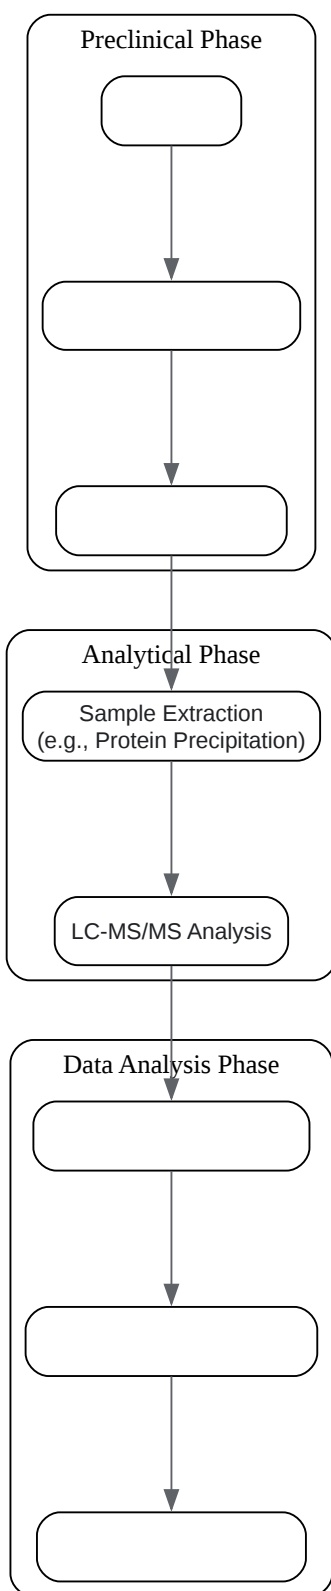 Preclinical Phase
Analytical Phase
Sample Extraction
(e.g., Protein Precipitation)
LC-MS/MS Analysis
Data Analysis Phase